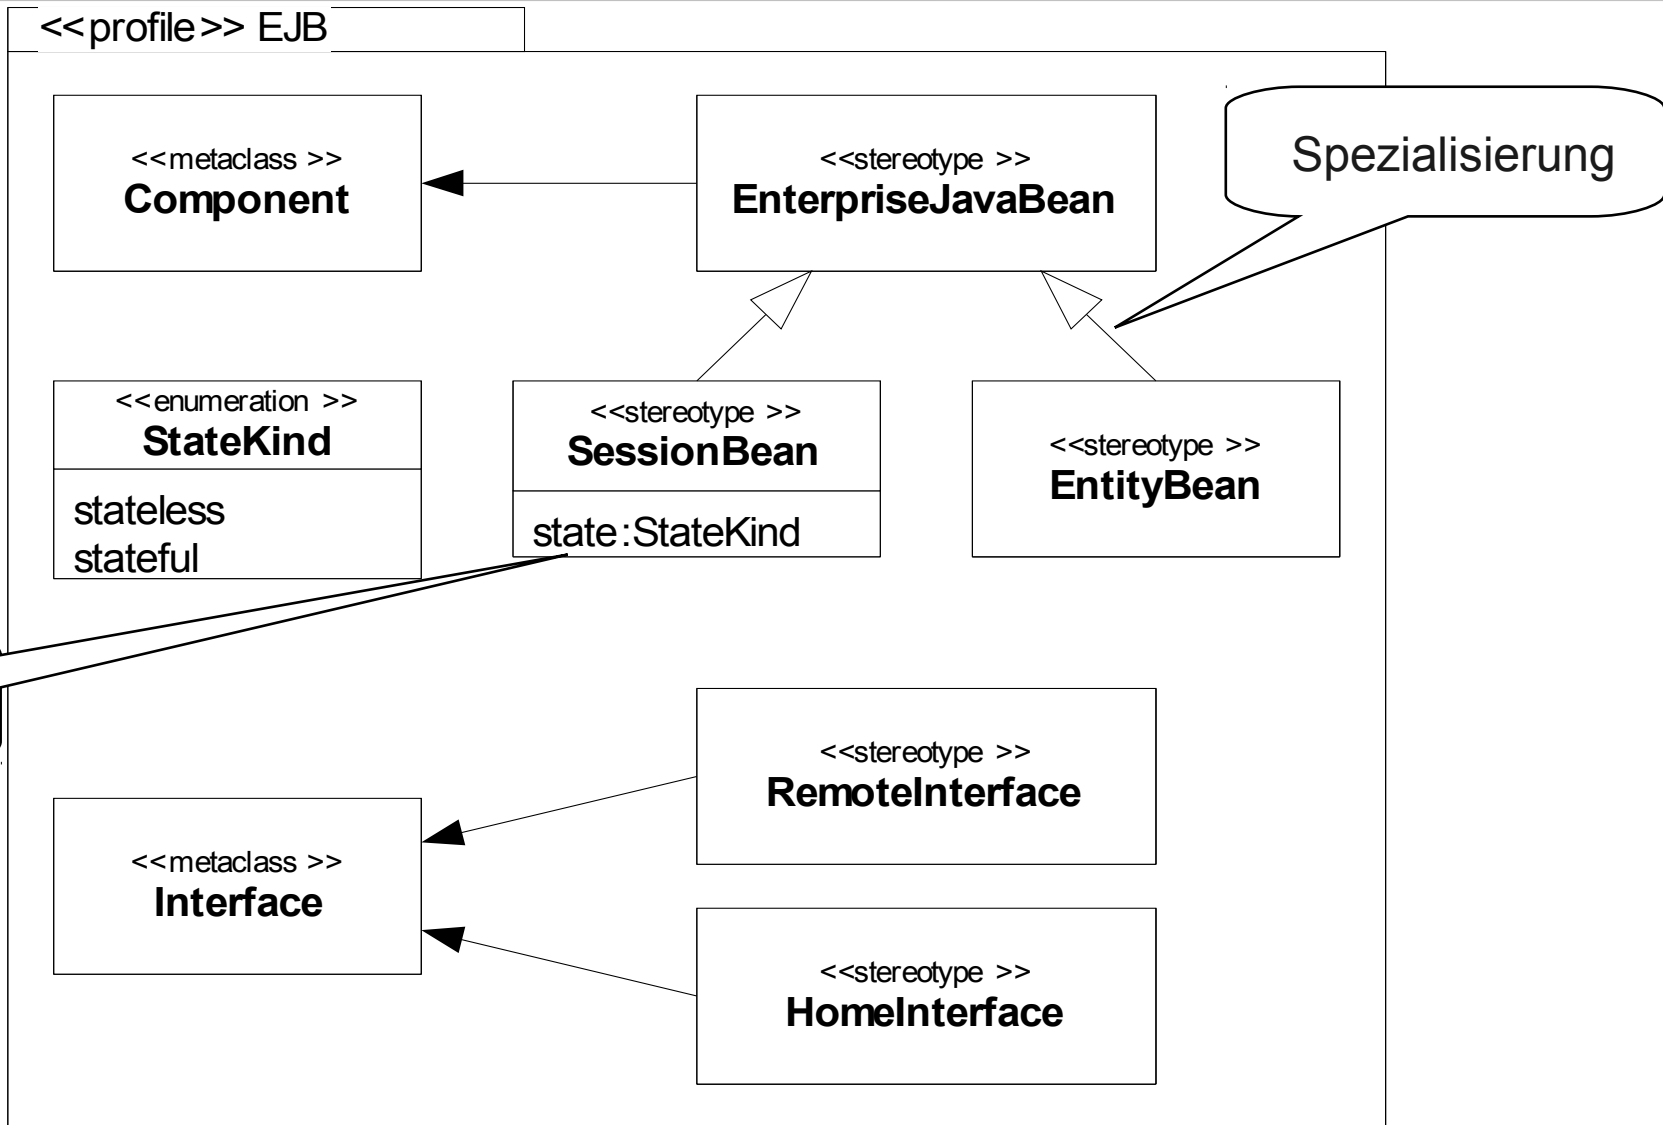 <<profile>> EJB
<<metaclass >>
Component
<<stereotype >>
EnterpriseJavaBean
Spezialisierung
<<enumeration >>
StateKind
stateless
stateful
<<stereotype >>
SessionBean
state:StateKind
<<stereotype >>
EntityBean
<<stereotype >>
RemoteInterface
<<metaclass >>
Interface
<<stereotype >>
HomeInterface